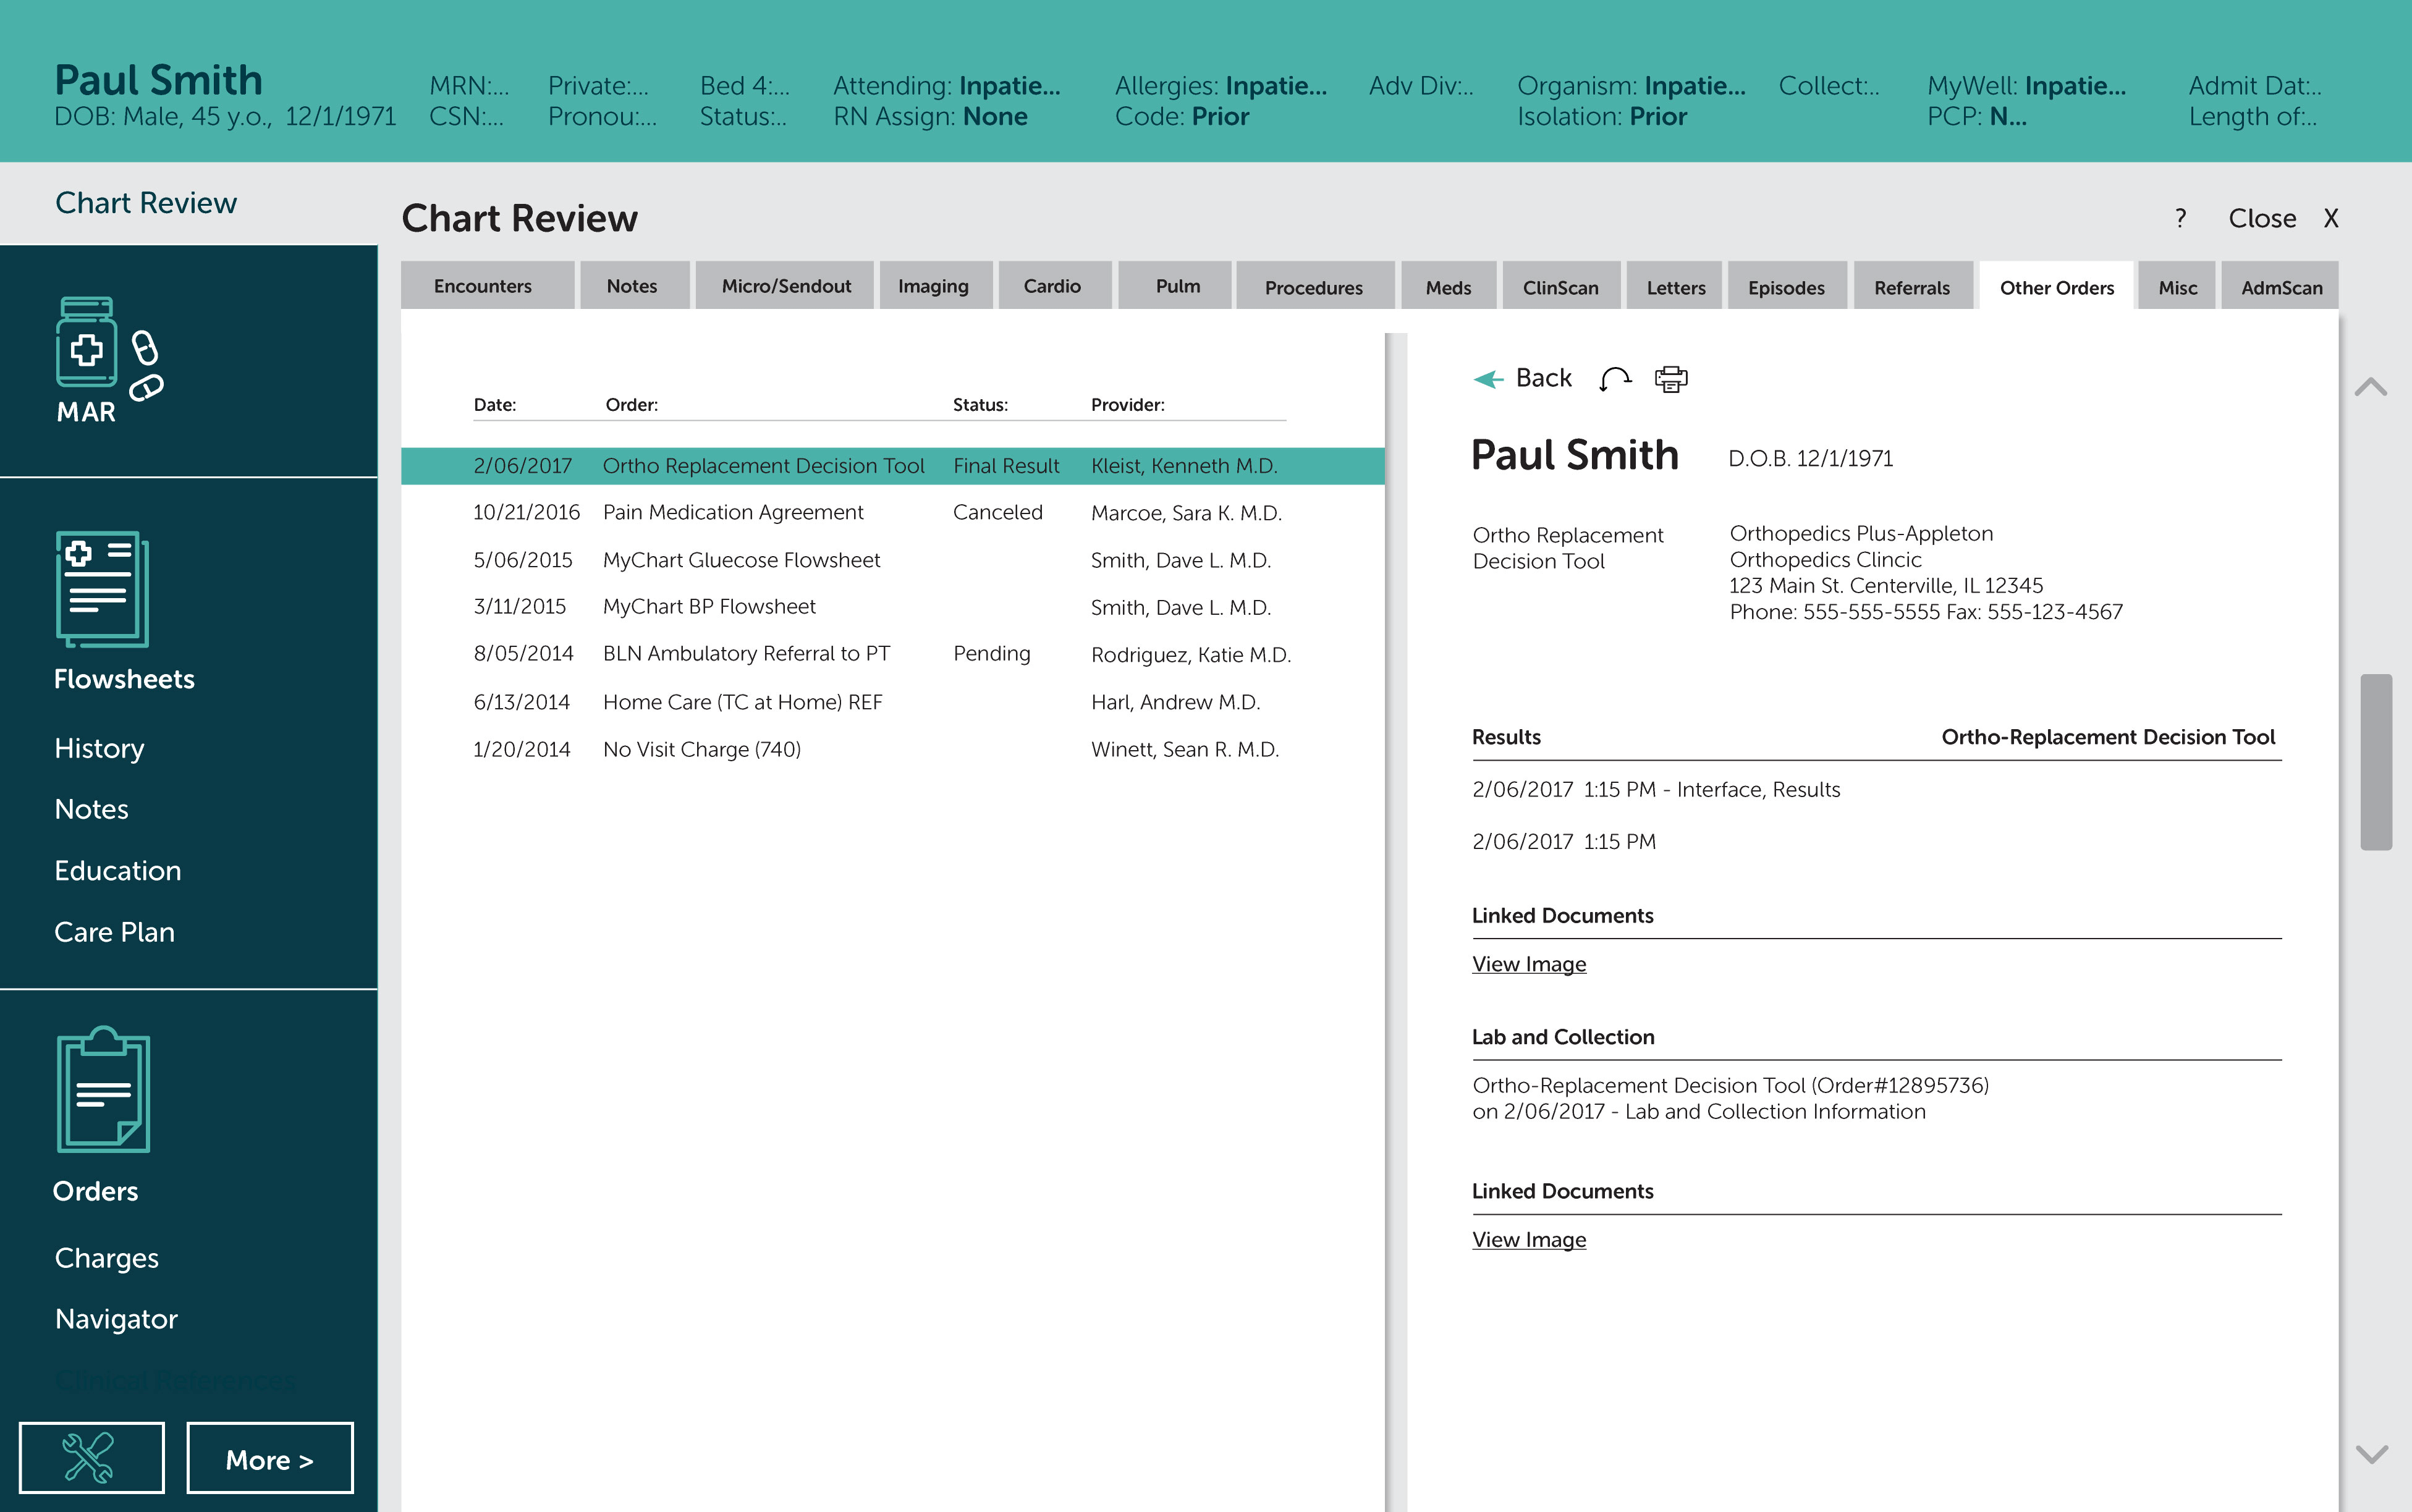 Paul Smith
DOB: Male, 45 y.o., 12/1/1971
MRN:...
CSN:...
Private:...
Pronou:...
Bed 4:...
Status:..
Attending: Inpatie...
RN Assign: None
Allergies: Inpatie...
Code: Prior
Adv Div:..
Organism: Inpatie...
Isolation: Prior
Collect:..
MyWell: Inpatie...
PCP: N...
Admit Dat:..
Length of:..
Chart Review
MAR
Flowsheets
History
Notes
Education
Care Plan
Orders
Charges
Navigator
Clinical References
More >
Chart Review
? Close X
Encounters Notes Micro/Sendout Imaging Cardio Pulm Procedures Meds ClinScan Letters Episodes Referrals Other Orders Misc AdmScan
Date: Order: Status: Provider:
2/06/2017 Ortho Replacement Decision Tool Final Result Kleist, Kenneth M.D.
10/21/2016 Pain Medication Agreement Canceled Marcoe, Sara K. M.D.
5/06/2015 MyChart Gluecose Flowsheet Smith, Dave L. M.D.
3/11/2015 MyChart BP Flowsheet Smith, Dave L. M.D.
8/05/2014 BLN Ambulatory Referral to PT Pending Rodriguez, Katie M.D.
6/13/2014 Home Care (TC at Home) REF Harl, Andrew M.D.
1/20/2014 No Visit Charge (740) Winett, Sean R. M.D.
Back
Paul Smith D.O.B. 12/1/1971
Ortho Replacement
Decision Tool
Orthopedics Plus-Appleton
Orthopedics Clincic
123 Main St. Centerville, IL 12345
Phone: 555-555-5555 Fax: 555-123-4567
Results Ortho-Replacement Decision Tool
2/06/2017 1:15 PM - Interface, Results
2/06/2017 1:15 PM
Linked Documents
View Image
Lab and Collection
Ortho-Replacement Decision Tool (Order#12895736)
on 2/06/2017 - Lab and Collection Information
Linked Documents
View Image